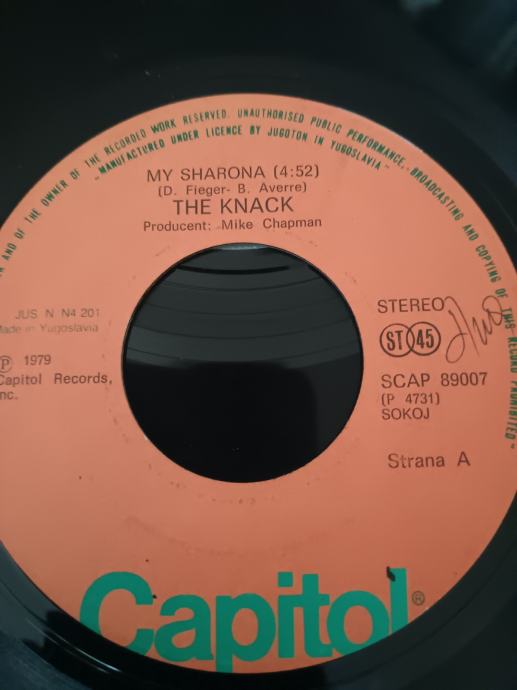 N AND OF THE OWNER OF THE RECORDED WORK RESERVED. UNAUTHORISED PUBLIC PERFORMANCE, BROADCASTING AND COPYING OF THIS RECORD PROHIBITED"
"MANUFACTURED UNDER LICENCE BY JUGOTON IN YUGOSLAVIA"
MY SHARONA (4:52)
(D. Fieger- B. Averre)
THE KNACK
Producent: Mike Chapman
JUS N N4 201
Made in Yugoslavia
Ⓟ 1979
Capitol Records,
Inc.
STEREO
ST 45
SCAP 89007
(P 4731)
SOKOJ
Strana A
Capitol®